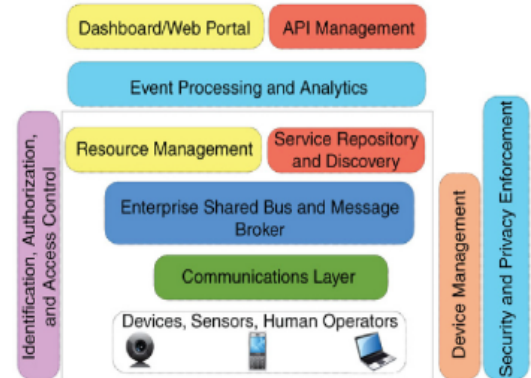 Dashboard/Web Portal
API Management
Event Processing and Analytics
Identification, Authorization,
and Access Control
Resource Management
Service Repository
and Discovery
Enterprise Shared Bus and Message
Broker
Communications Layer
Devices, Sensors, Human Operators
Device Management
Security and Privacy Enforcement